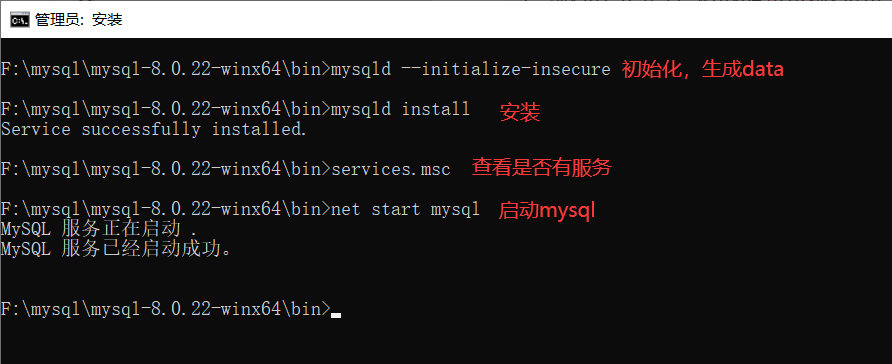 管理员: 安装
F:\mysql\mysql-8.0.22-winx64\bin>mysqld --initialize-insecure 初始化，生成data
F:\mysql\mysql-8.0.22-winx64\bin>mysqld install 安装
Service successfully installed.
F:\mysql\mysql-8.0.22-winx64\bin>services.msc 查看是否有服务
F:\mysql\mysql-8.0.22-winx64\bin>net start mysql 启动mysql
MySQL 服务正在启动 .
MySQL 服务已经启动成功。
F:\mysql\mysql-8.0.22-winx64\bin>